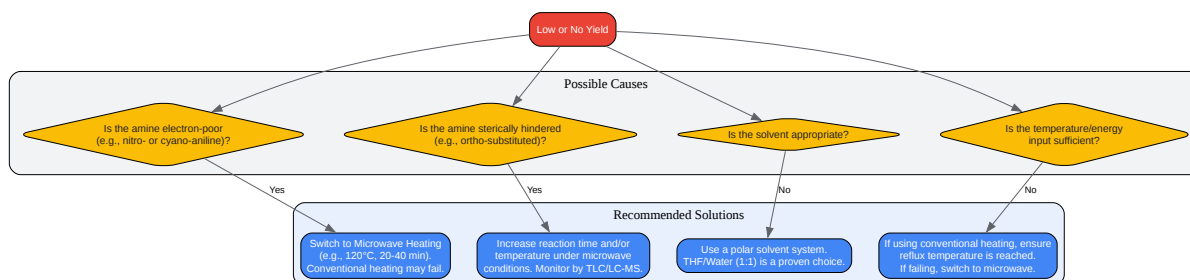 Low or No Yield
Possible Causes
Is the amine electron-poor
(e.g., nitro- or cyano-aniline)?
Is the amine sterically hindered
(e.g., ortho-substituted)?
Is the solvent appropriate?
Is the temperature/energy
input sufficient?
Yes
Yes
No
No
Recommended Solutions
Switch to Microwave Heating
(e.g., 120°C, 20-40 min).
Conventional heating may fail.
Increase reaction time and/or
temperature under microwave
conditions. Monitor by TLC/LC-MS.
Use a polar solvent system.
THF/Water (1:1) is a proven choice.
If using conventional heating, ensure
reflux temperature is reached.
If failing, switch to microwave.